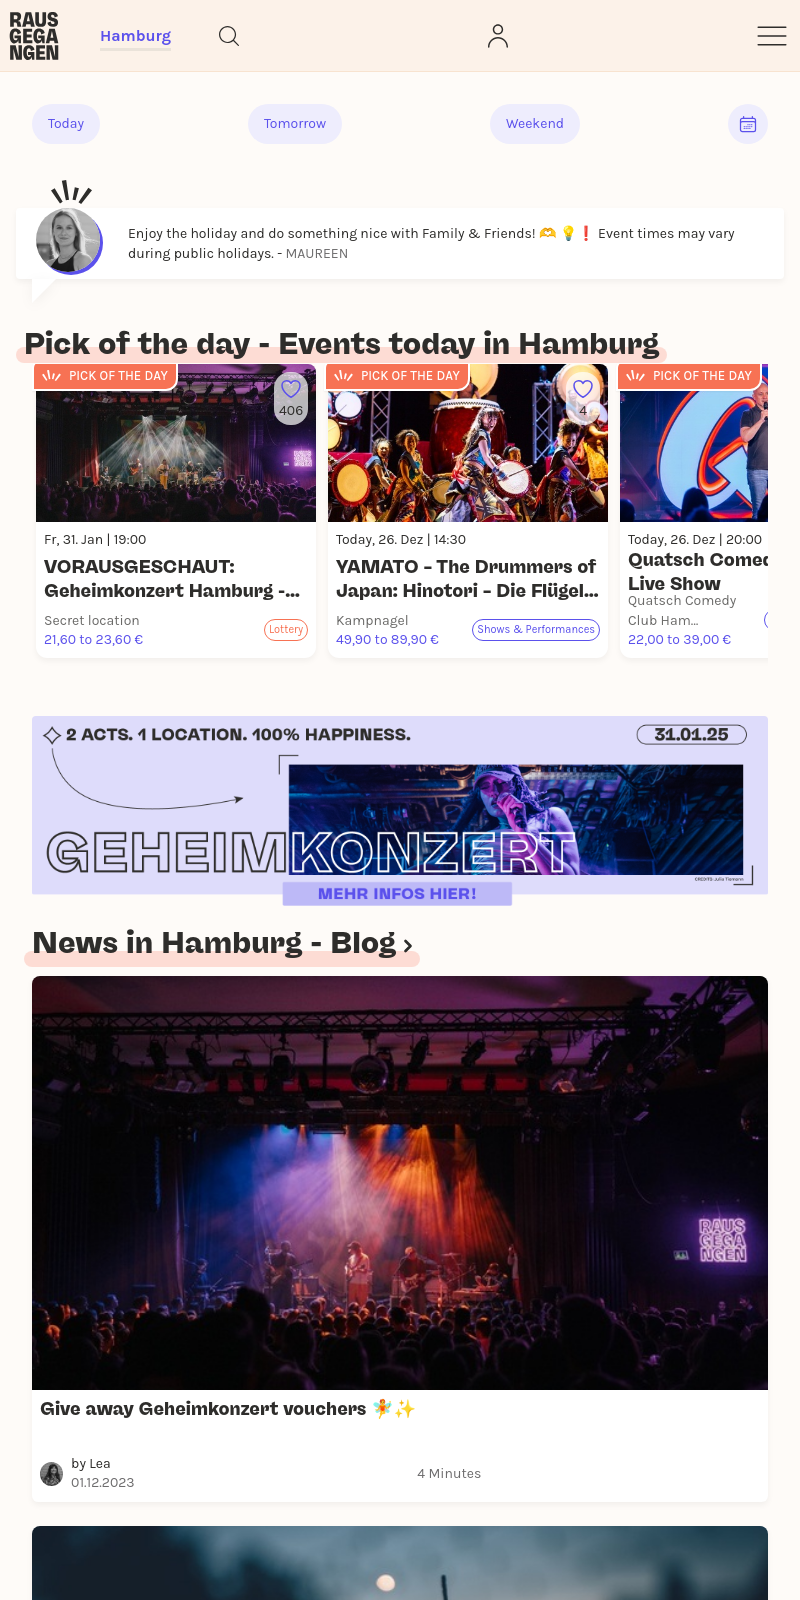 RAUS
GEGA
NGEN
Hamburg
Today
Tomorrow
Weekend
Enjoy the holiday and do something nice with Family & Friends! 🫶 💡 ❗ Event times may vary
during public holidays. - MAUREEN
Pick of the day - Events today in Hamburg
PICK OF THE DAY
406
RAUS
GEGA
NGEN
Fr, 31. Jan | 19:00
VORAUSGESCHAUT:
Geheimkonzert Hamburg -...
Secret location
21,60 to 23,60 €
Lottery
PICK OF THE DAY
4
Today, 26. Dez | 14:30
YAMATO – The Drummers of
Japan: Hinotori – Die Flügel...
Kampnagel
49,90 to 89,90 €
Shows & Performances
PICK OF THE DAY
Today, 26. Dez | 20:00
Quatsch Comed
Live Show
Quatsch Comedy
Club Ham...
22,00 to 39,00 €
2 ACTS. 1 LOCATION. 100% HAPPINESS.
31.01.25
GEHEIMKONZERT
CREDITS: Julia Tiemann
MEHR INFOS HIER!
News in Hamburg - Blog ›
RAUS
GEGA
NGEN
Give away Geheimkonzert vouchers 🧚✨
by Lea
01.12.2023
4 Minutes